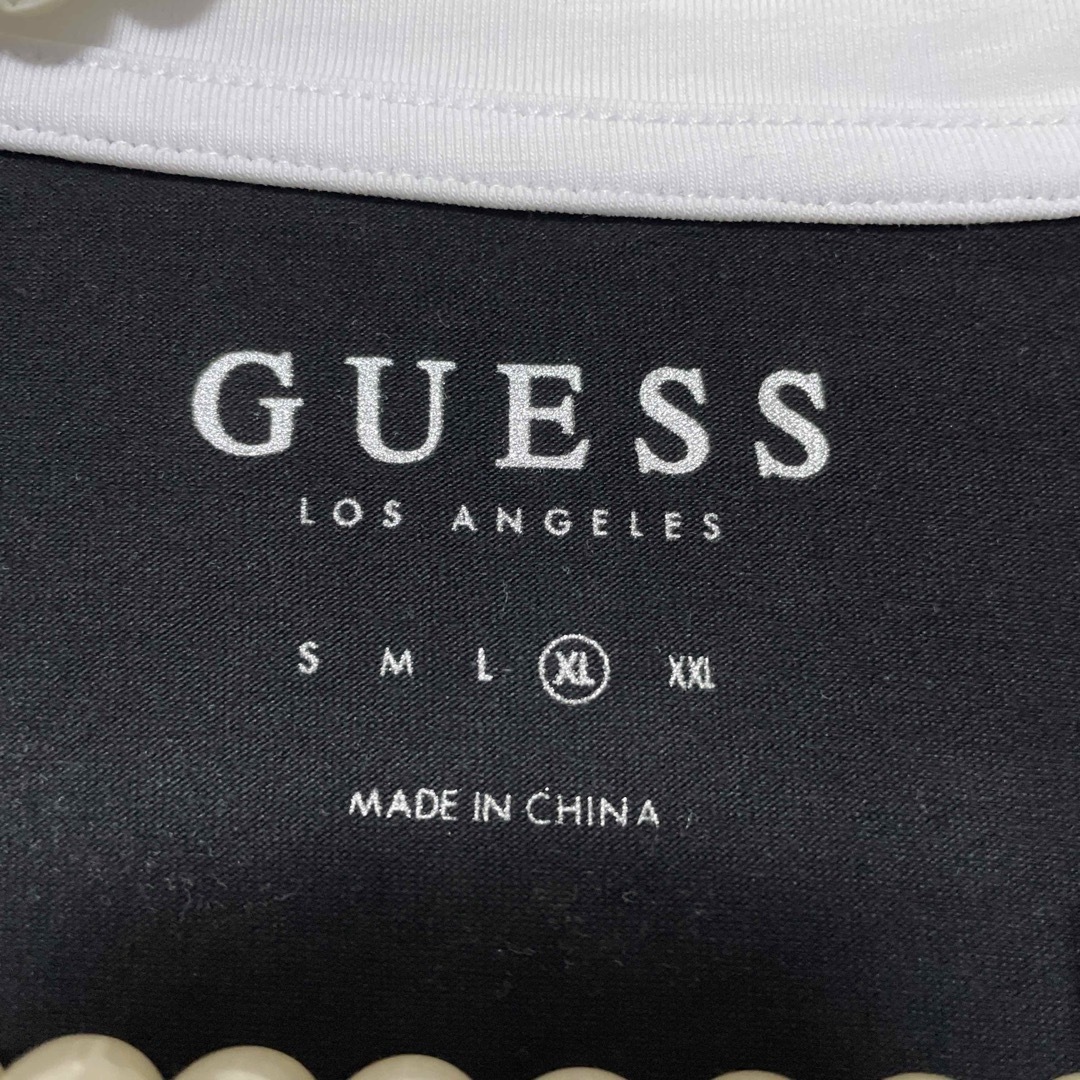 GUESS
LOS ANGELES
S M L XL XXL
MADE IN CHINA